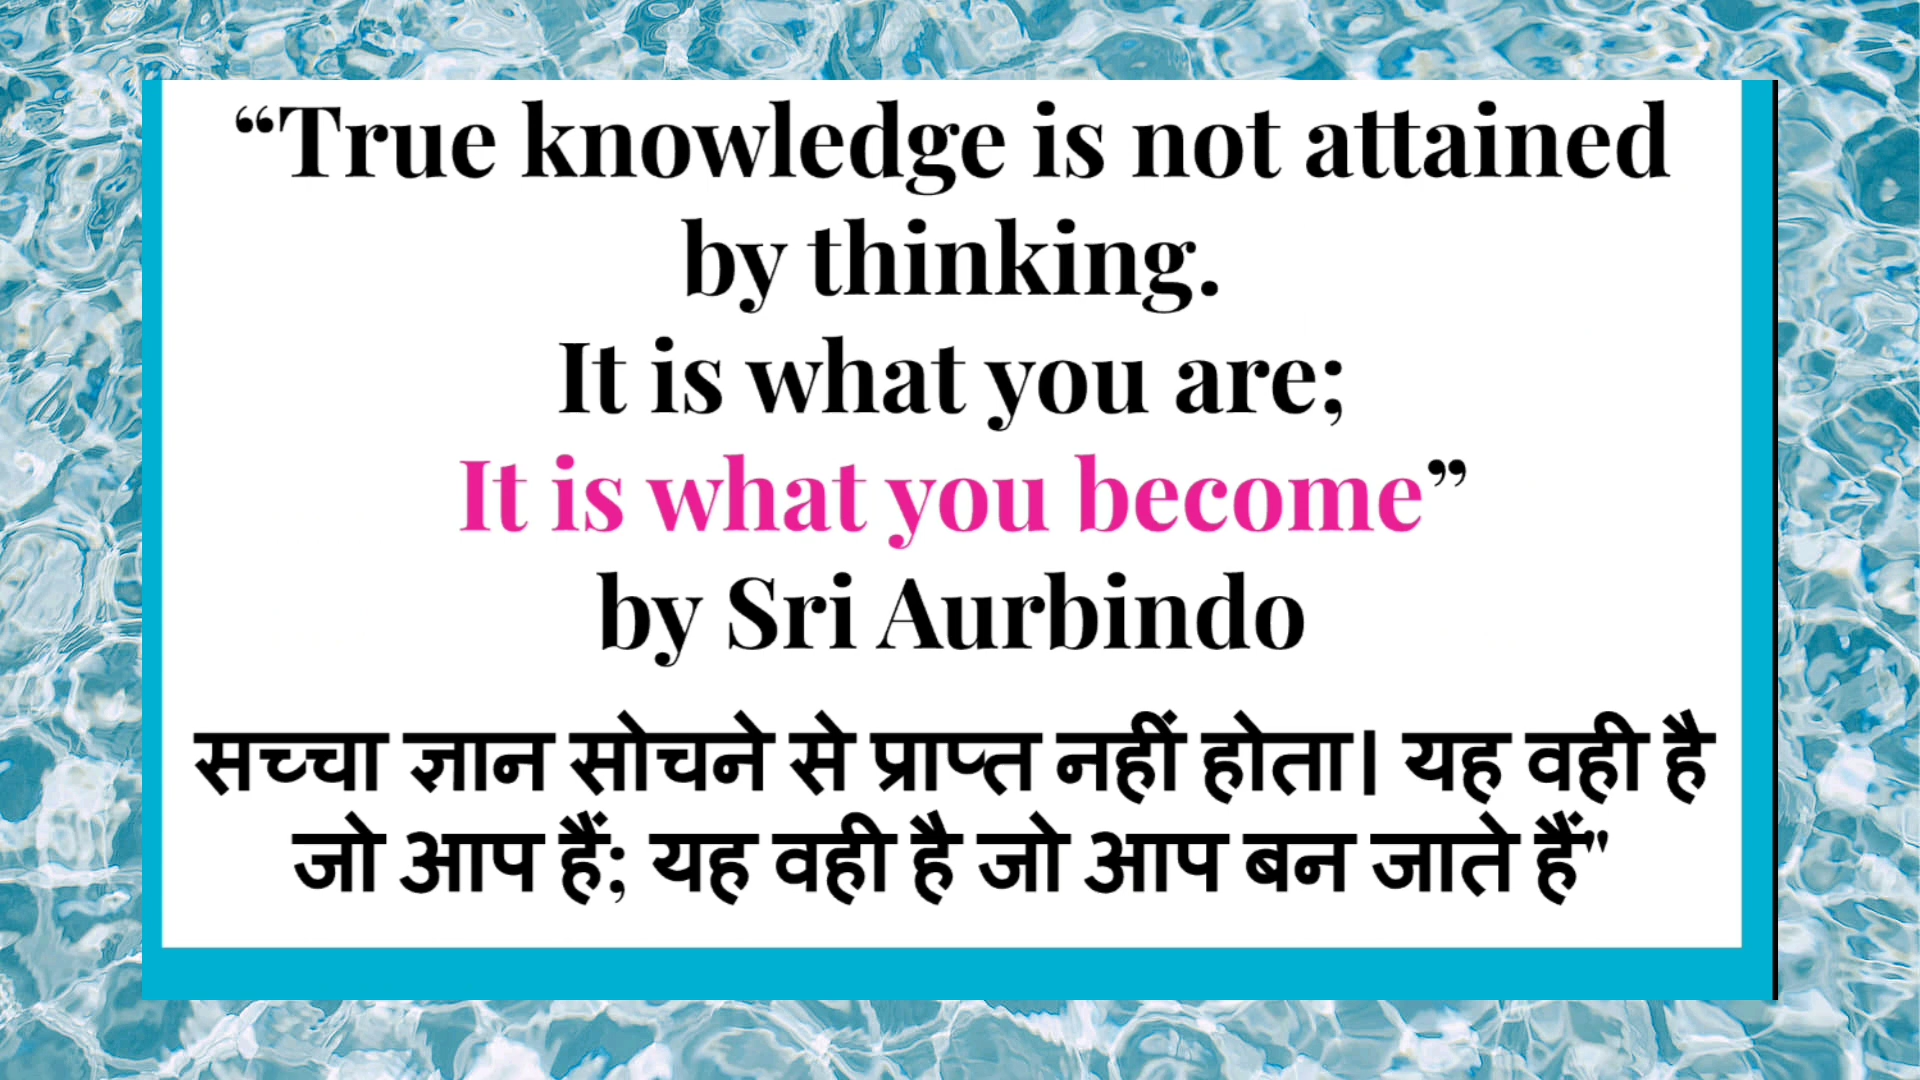 “True knowledge is not attained
by thinking.
It is what you are;
It is what you become”
by Sri Aurbindo
सच्चा ज्ञान सोचने से प्राप्त नहीं होता। यह वही है
जो आप हैं; यह वही है जो आप बन जाते हैं"